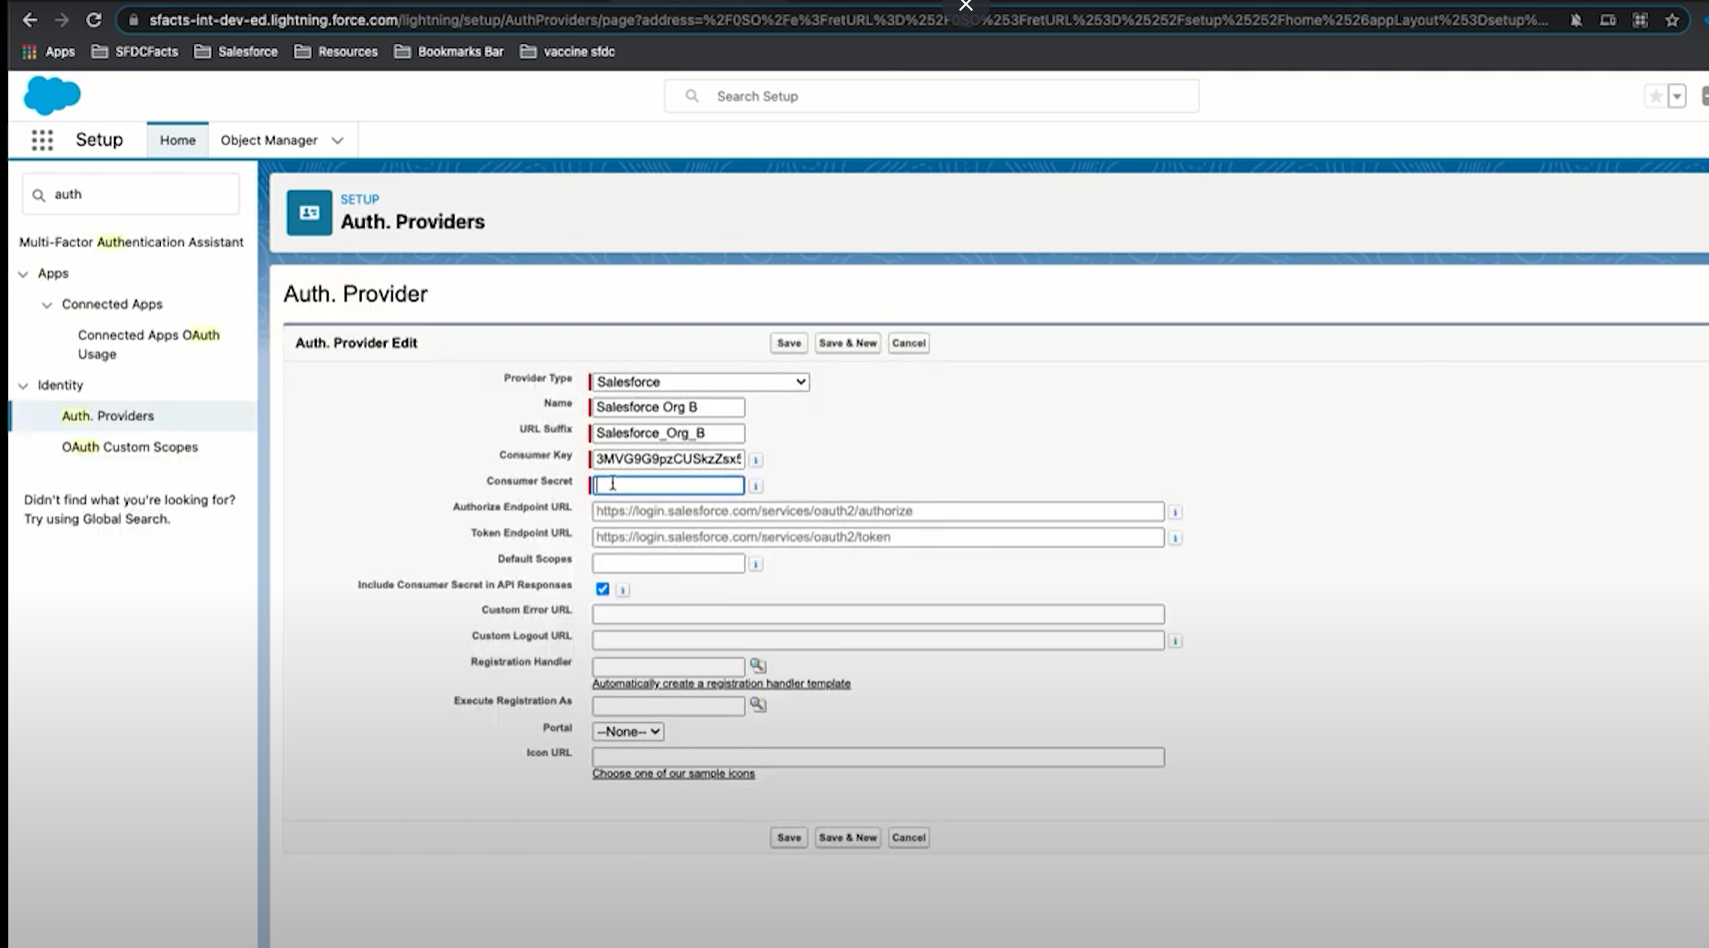 sfacts-int-dev-ed.lightning.force.com/lightning/setup/AuthProviders/page?address=%2F0SO%2Fe%3FretURL%3D%252F0SO%253FretURL%253D%25252Fsetup%25252Fhome%2526appLayout%253Dsetup%...
Apps SFDCFacts Salesforce Resources Bookmarks Bar vaccine sfdc
Search Setup
Setup Home Object Manager
auth
Multi-Factor Authentication Assistant
Apps
Connected Apps
Connected Apps OAuth
Usage
Identity
Auth. Providers
OAuth Custom Scopes
Didn't find what you're looking for?
Try using Global Search.
SETUP
Auth. Providers
Auth. Provider
Auth. Provider Edit Save Save & New Cancel
Provider Type Salesforce
Name Salesforce Org B
URL Suffix Salesforce_Org_B
Consumer Key 3MVG9G9pzCUSkzZsx5
Consumer Secret
Authorize Endpoint URL https://login.salesforce.com/services/oauth2/authorize
Token Endpoint URL https://login.salesforce.com/services/oauth2/token
Default Scopes
Include Consumer Secret in API Responses
Custom Error URL
Custom Logout URL
Registration Handler
Automatically create a registration handler template
Execute Registration As
Portal --None--
Icon URL
Choose one of our sample icons
Save Save & New Cancel